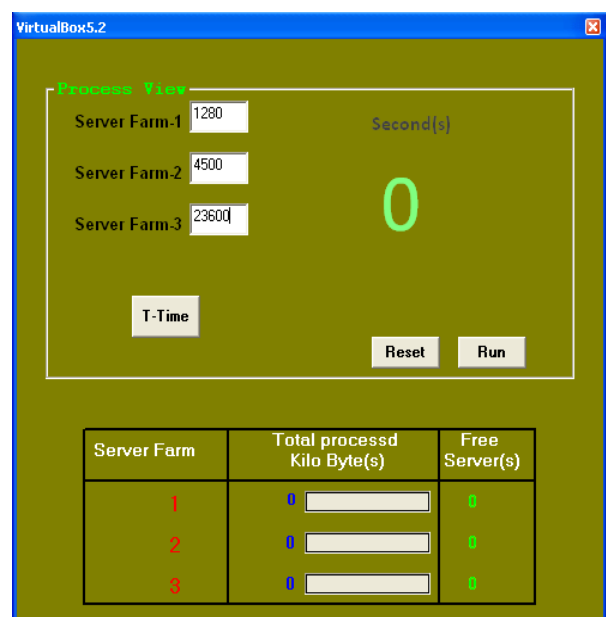 VirtualBox5.2
Process View
Server Farm-1 1280
Second(s)
Server Farm-2 4500
0
Server Farm-3 23600
T-Time
Reset Run
Server Farm Total processd Kilo Byte(s) Free Server(s)
1 0 0
2 0 0
3 0 0